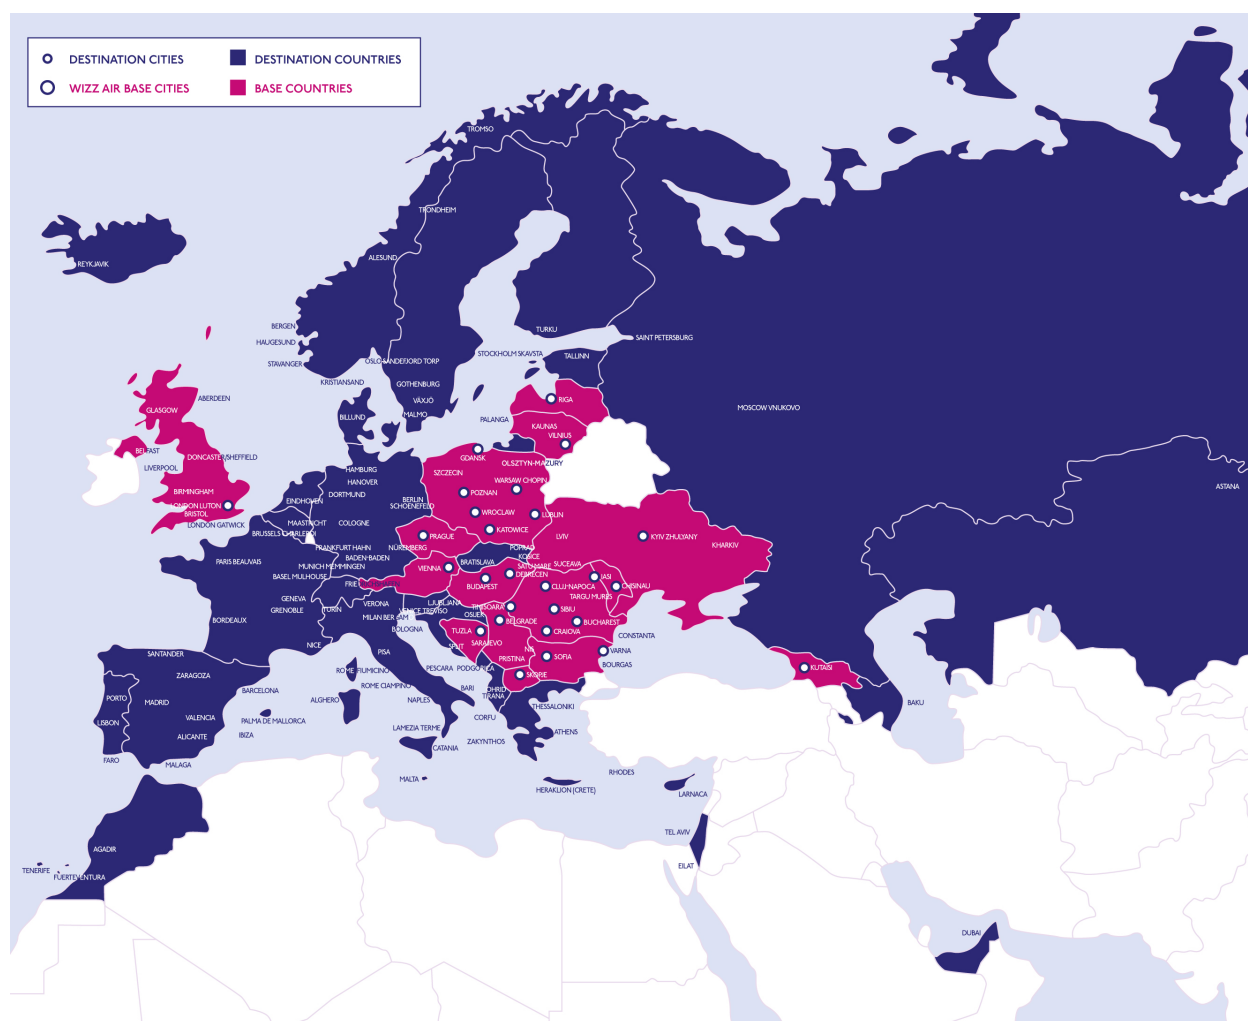 DESTINATION CITIES
DESTINATION COUNTRIES
WIZZ AIR BASE CITIES
BASE COUNTRIES
TROMSO
TRONDHEIM
ALESUND
REYKJAVIK
BERGEN
HAUGESUND
STAVANGER
TURKU
SAINT PETERSBURG
STOCKHOLM SKAVSTA
TALLINN
OSLO SANDEFJORD TORP
KRISTIANSAND
GOTHENBURG
ABERDEEN
VÄXJÖ
RIGA
GLASGOW
BILLUND
MALMO
PALANGA
MOSCOW VNUKOVO
KAUNAS
VILNIUS
BELFAST
DONCASTER/SHEFFIELD
GDANSK
LIVERPOOL
HAMBURG
SZCZECIN
OLSZTYN-MAZURY
HANOVER
WARSAW CHOPIN
ASTANA
BIRMINGHAM
DORTMUND
POZNAN
LONDON LUTON
EINDHOVEN
BERLIN
SCHOENEFELD
BRISTOL
WROCLAW
LUBLIN
LONDON GATWICK
MAASTRICHT
COLOGNE
KATOWICE
BRUSSELS CHARLEROI
PRAGUE
LVIV
KYIV ZHULYANY
KHARKIV
FRANKFURT HAHN
NÜREMBERG
POPRAD
KOSICE
PARIS BEAUVAIS
BADEN-BADEN
BRATISLAVA
SUCEAVA
MUNICH MEMMINGEN
VIENNA
SATU MARE
DEBRECEN
BASEL MULHOUSE
IASI
BUDAPEST
CLUJ-NAPOCA
CHISINAU
GENEVA
TARGU MURES
LJUBLJANA
VERONA
GRENOBLE
TURIN
VENICE TREVISO
TIMISOARA
SIBIU
BORDEAUX
OSIJEK
BELGRADE
BUCHAREST
BOLOGNA
TUZLA
CRAIOVA
CONSTANTA
NICE
SPLIT
SARAJEVO
SANTANDER
PISA
NIS
SOFIA
VARNA
PRISTINA
BOURGAS
KUTAISI
ZARAGOZA
ROME FIUMICINO
PESCARA
SKOPJE
BARCELONA
ROME CIAMPINO
BARI
OHRID
TIRANA
PORTO
MADRID
ALGHERO
NAPLES
BAKU
THESSALONIKI
LISBON
VALENCIA
PALMA DE MALLORCA
CORFU
LAMEZIA TERME
ATHENS
ALICANTE
IBIZA
ZAKYNTHOS
CATANIA
FARO
MALAGA
MALTA
RHODES
HERAKLION (CRETE)
LARNACA
TEL AVIV
AGADIR
EILAT
TENERIFE
FUERTEVENTURA
DUBAI